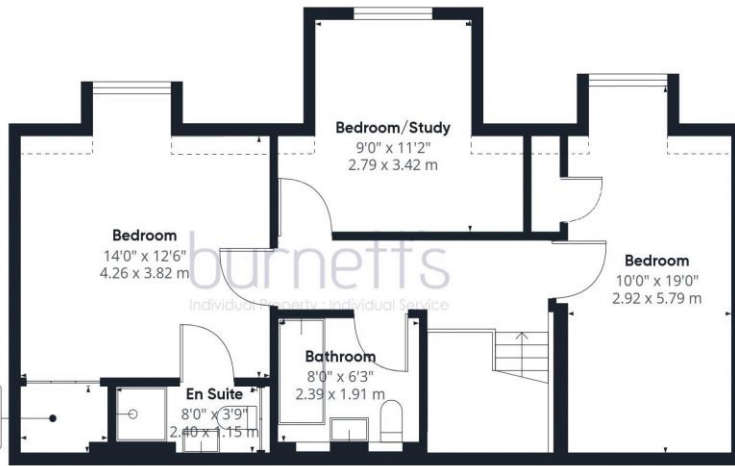 Bedroom/Study
9'0" x 11'2"
2.79 x 3.42 m
Bedroom
14'0" x 12'6"
4.26 x 3.82 m
burnetts
Individual Property : Individual Service
Bedroom
10'0" x 19'0"
2.92 x 5.79 m
Bathroom
8'0" x 6'3"
2.39 x 1.91 m
En Suite
8'0" x 3'9"
2.40 x 1.15 m